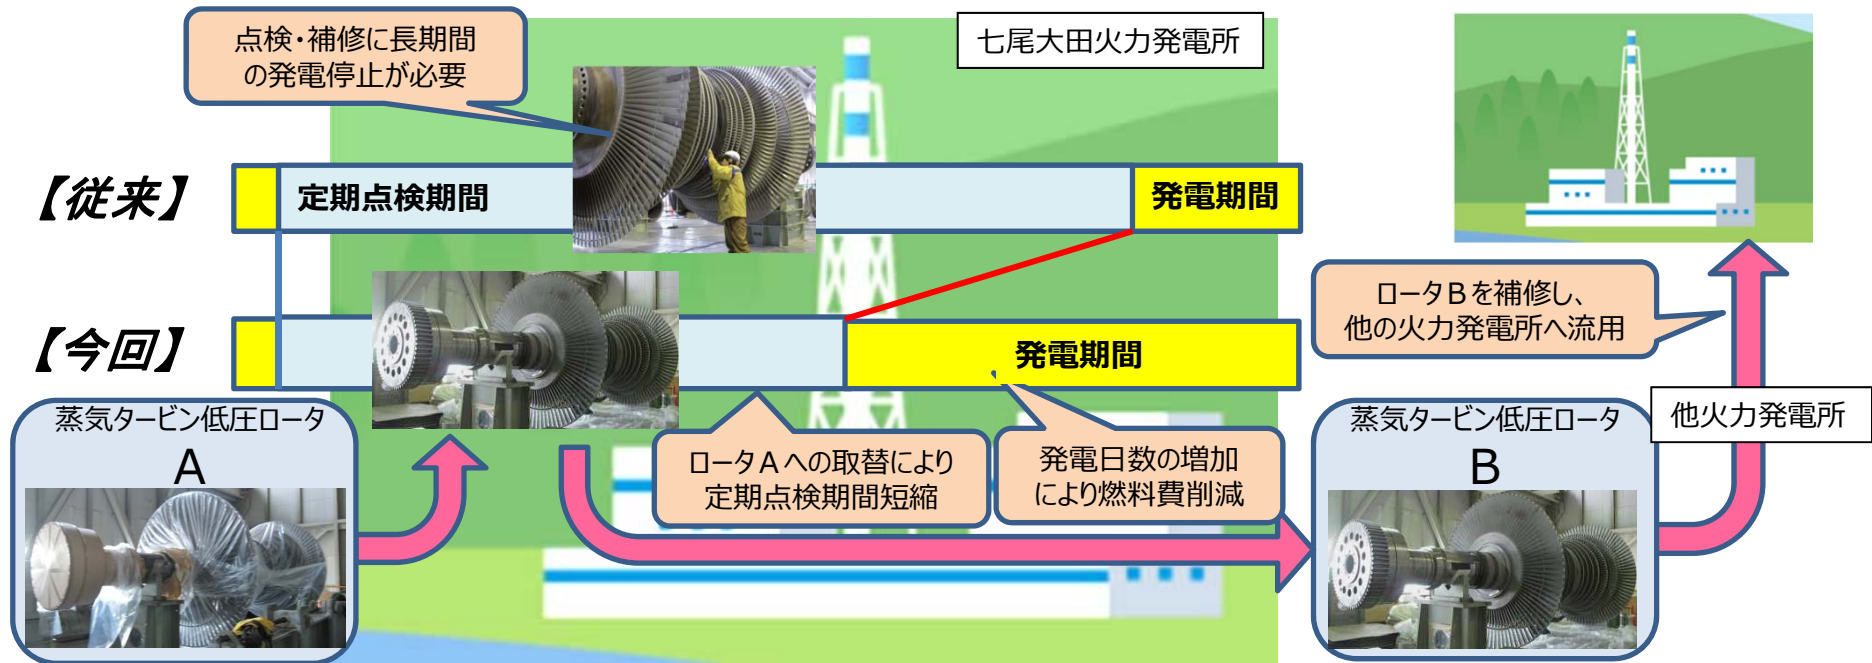 点検・補修に長期間
の発電停止が必要
七尾大田火力発電所
【従来】
定期点検期間
発電期間
【今回】
発電期間
ロータBを補修し、
他の火力発電所へ流用
蒸気タービン低圧ロータ
A
ロータAへの取替により
定期点検期間短縮
発電日数の増加
により燃料費削減
蒸気タービン低圧ロータ
B
他火力発電所